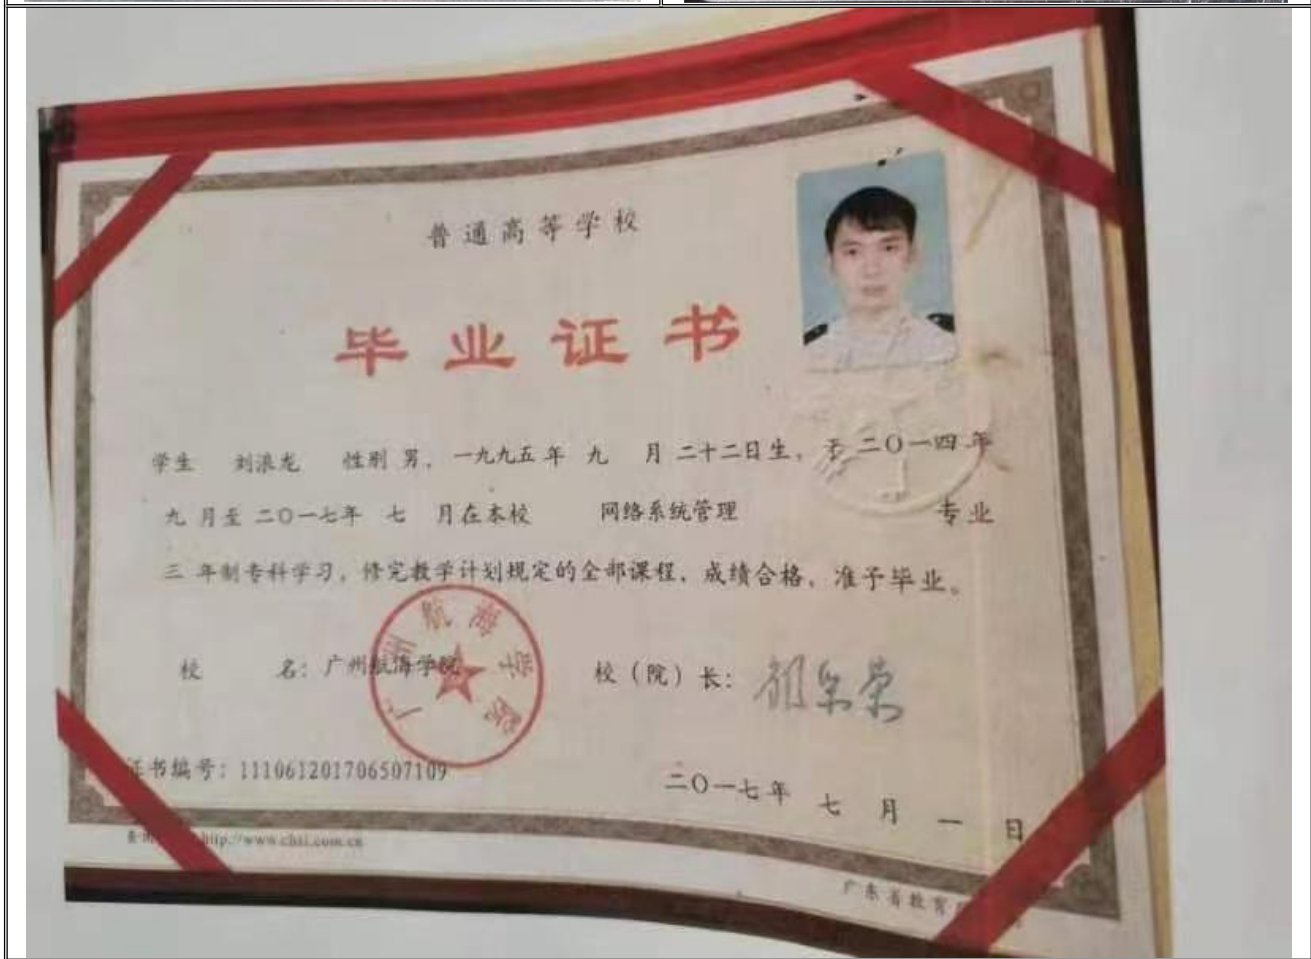 普通高等学校
毕业证书
学生 刘浪龙 性别 男，一九九五年 九 月 二十二日生，于 二〇一四年
九 月至 二〇一七年 七 月在本校 网络系统管理 专业
三 年制专科学习，修完教学计划规定的全部课程，成绩合格，准予毕业。
校 名：广州航海学院 校（院）长：
广州航海学院
证书编号：111061201706507109
二〇一七年 七 月 一 日
http://www.chsi.com.cn
广东省教育